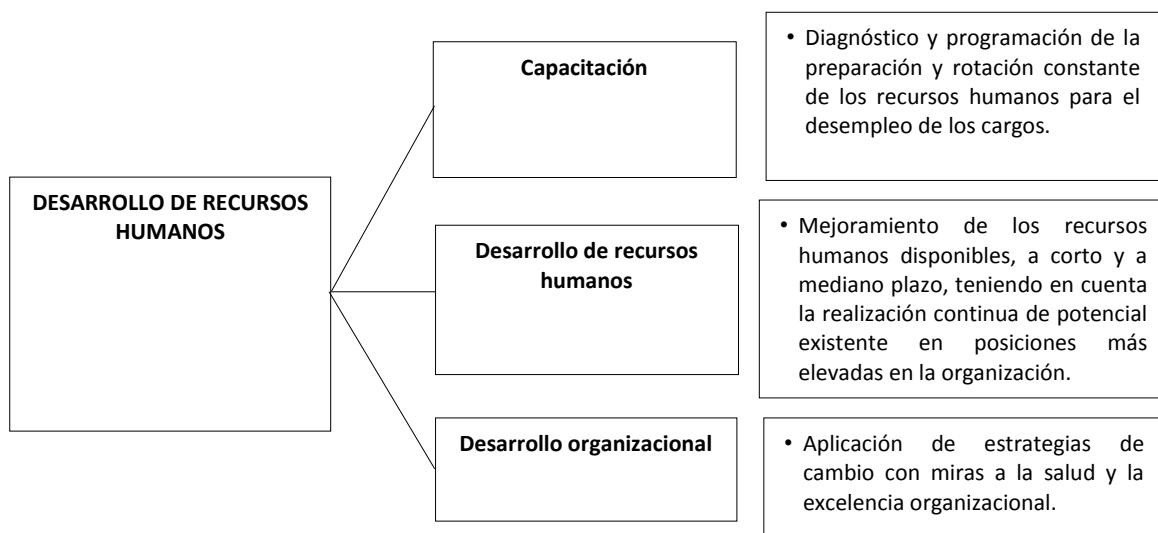 DESARROLLO DE RECURSOS
HUMANOS
Capacitación
• Diagnóstico y programación de la
preparación y rotación constante
de los recursos humanos para el
desempleo de los cargos.
Desarrollo de recursos
humanos
• Mejoramiento de los recursos
humanos disponibles, a corto y a
mediano plazo, teniendo en cuenta
la realización continua de potencial
existente en posiciones más
elevadas en la organización.
Desarrollo organizacional
• Aplicación de estrategias de
cambio con miras a la salud y la
excelencia organizacional.